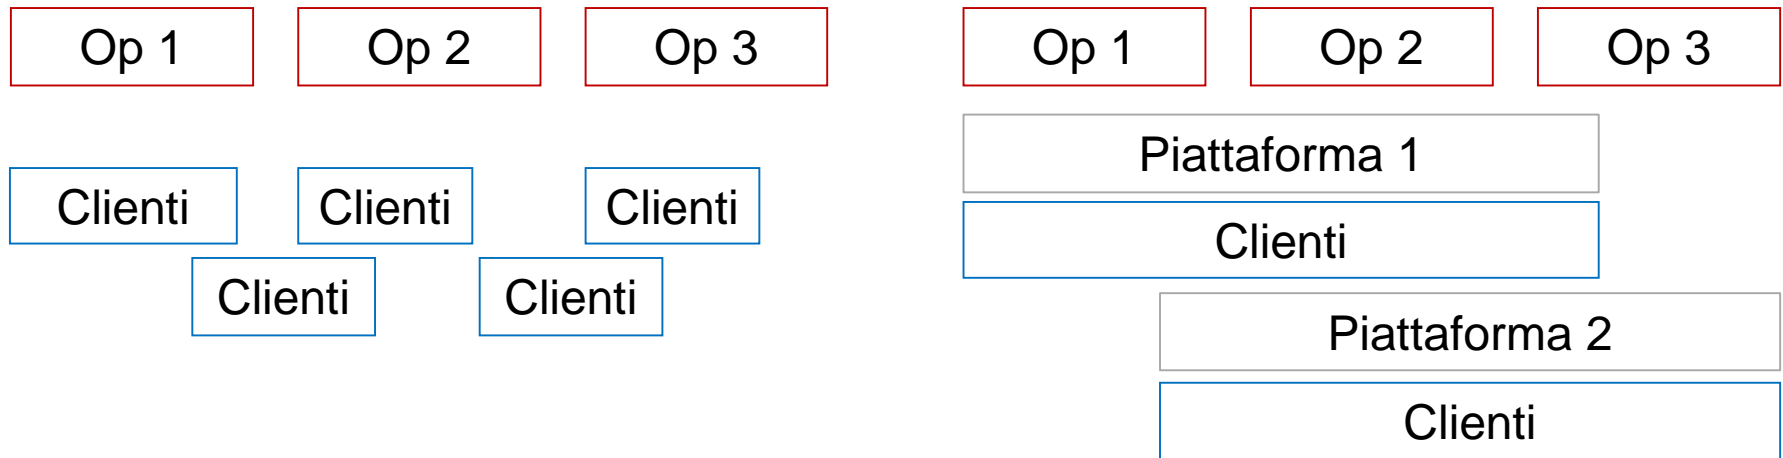 Op 1
Op 2
Op 3
Clienti
Clienti
Clienti
Clienti
Clienti
Op 1
Op 2
Op 3
Piattaforma 1
Clienti
Piattaforma 2
Clienti